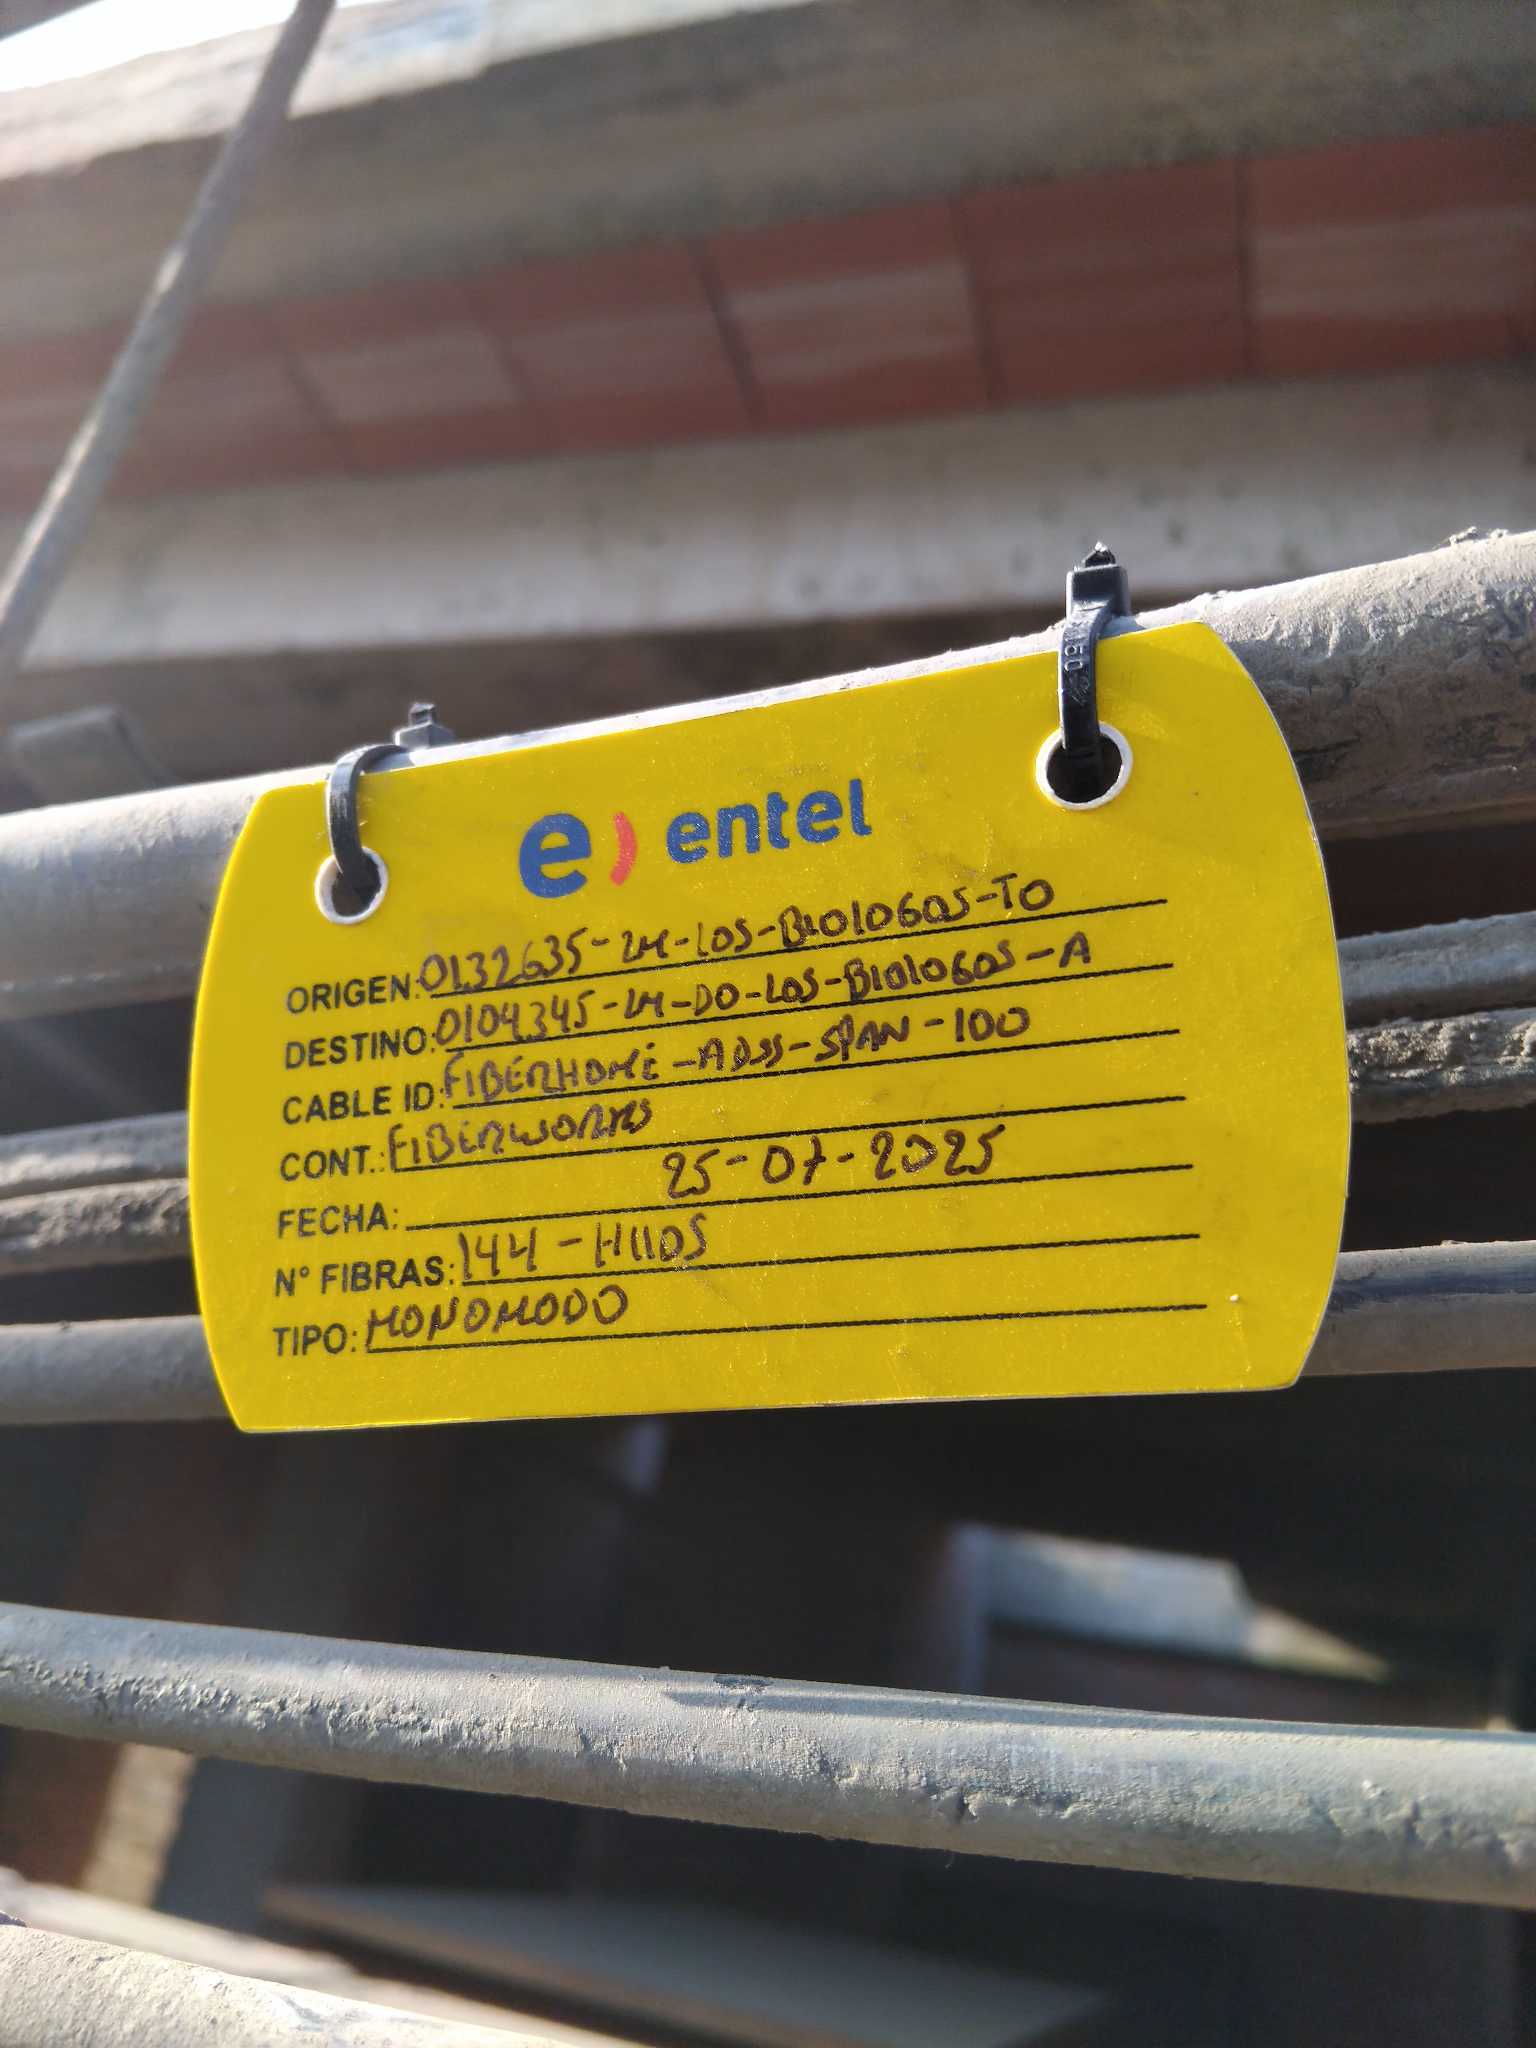 e) entel
ORIGEN: 0132635-LM-LOS-BIOLOGOS-TO
DESTINO: 0104345-LM-DO-LOS-BIOLOGOS-A
CABLE ID: FIBERHOME-ADSS-SPAN-100
CONT.: FIBERWORKS
FECHA: 25-07-2025
N° FIBRAS: 144-HILOS
TIPO: MONOMODO